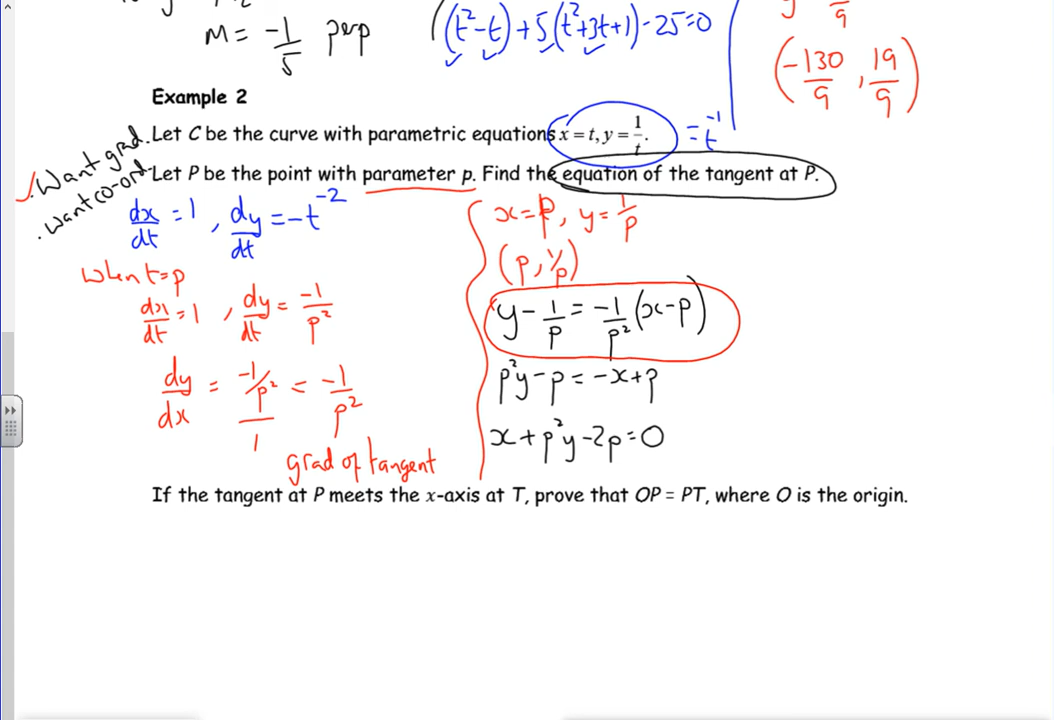 M = -1/5 perp
(t²-t)+5(t²+3t+1)-25=0
9
(-130/9, 19/9)
Example 2
Let C be the curve with parametric equations x = t, y = 1/t. = t⁻¹
Let P be the point with parameter p. Find the equation of the tangent at P.
. Want grad.
. Want co-ord.
dx/dt = 1, dy/dt = -t⁻²
when t=p
dx/dt = 1, dy/dt = -1/p²
dy/dx = -1/p² / 1 = -1/p²
grad of tangent
x=p, y=1/p
(p, 1/p)
y - 1/p = -1/p² (x-p)
p²y - p = -x+p
x+p²y-2p=0
If the tangent at P meets the x-axis at T, prove that OP = PT, where O is the origin.